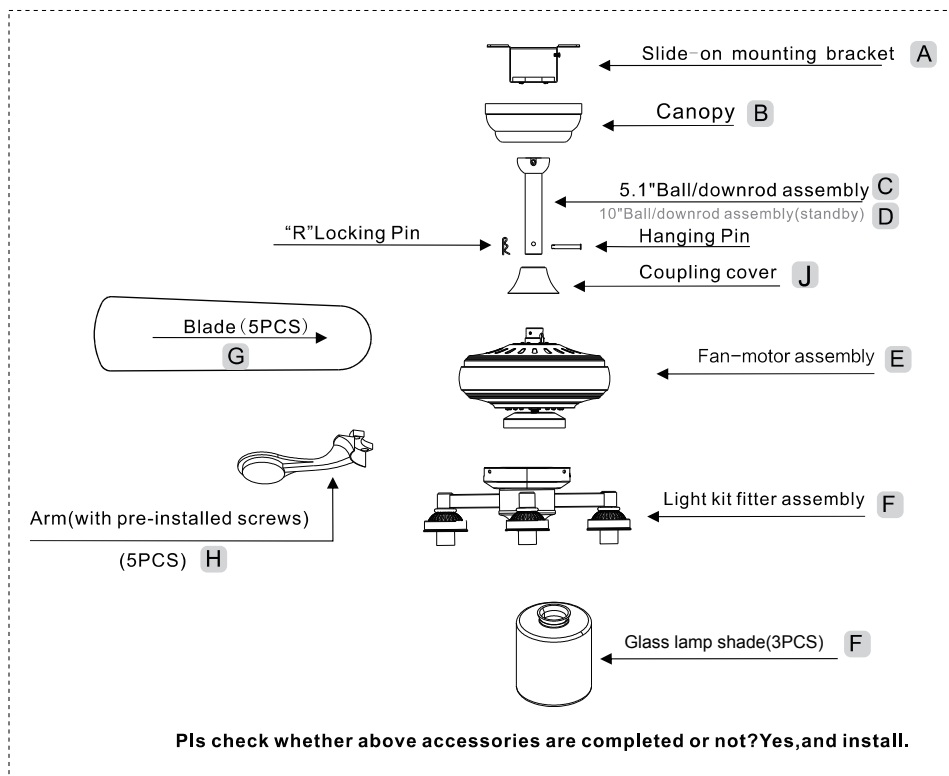 Slide-on mounting bracket A
Canopy B
5.1"Ball/downrod assembly C
10"Ball/downrod assembly(standby) D
“R”Locking Pin
Hanging Pin
Coupling cover J
Blade(5PCS)
G
Fan-motor assembly E
Light kit fitter assembly F
Arm(with pre-installed screws)
(5PCS) H
Glass lamp shade(3PCS) F
Pls check whether above accessories are completed or not?Yes,and install.